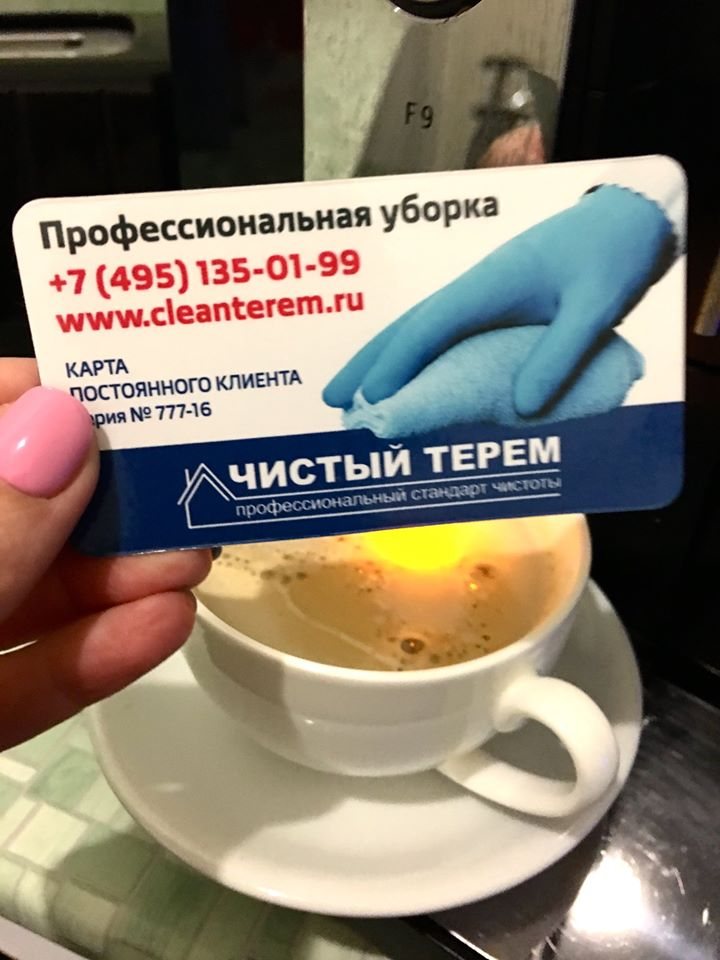 F9
Профессиональная уборка
+7 (495) 135-01-99
www.cleanterem.ru
КАРТА
ПОСТОЯННОГО КЛИЕНТА
ерия № 777-16
ЧИСТЫЙ ТЕРЕМ
профессиональный стандарт чистоты